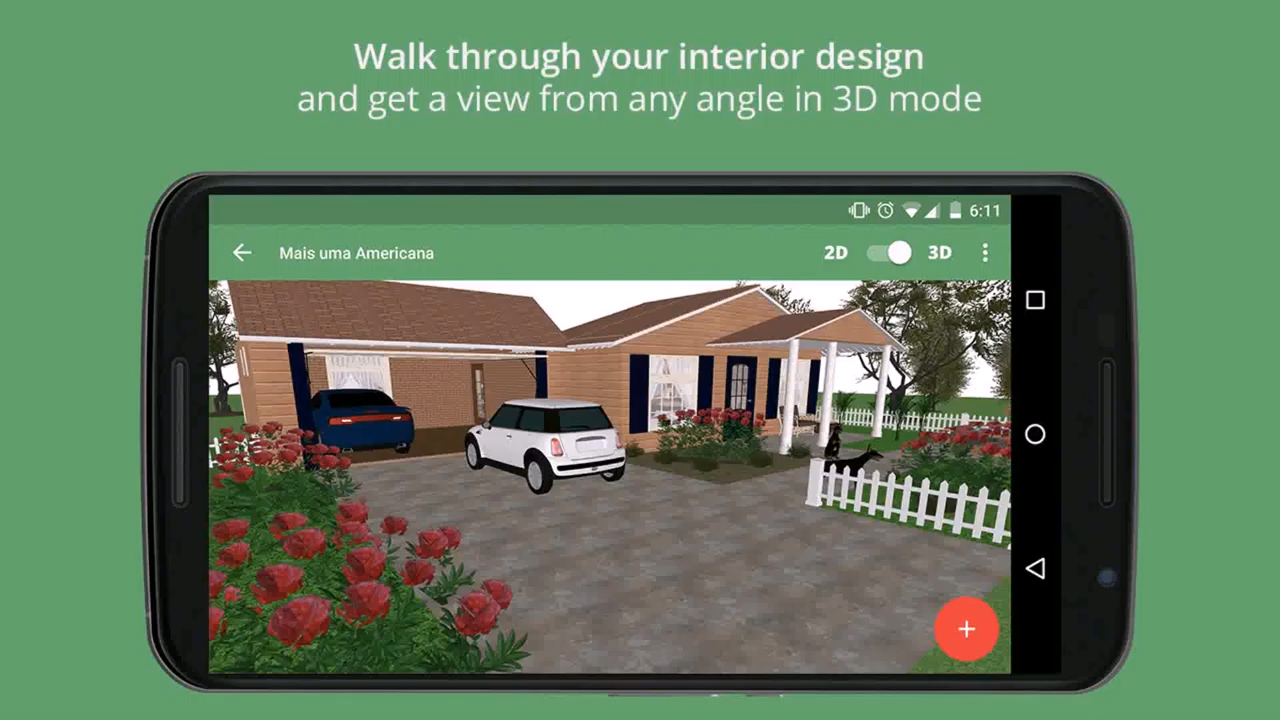 Walk through your interior design
and get a view from any angle in 3D mode
6:11
Mais uma Americana
2D 3D